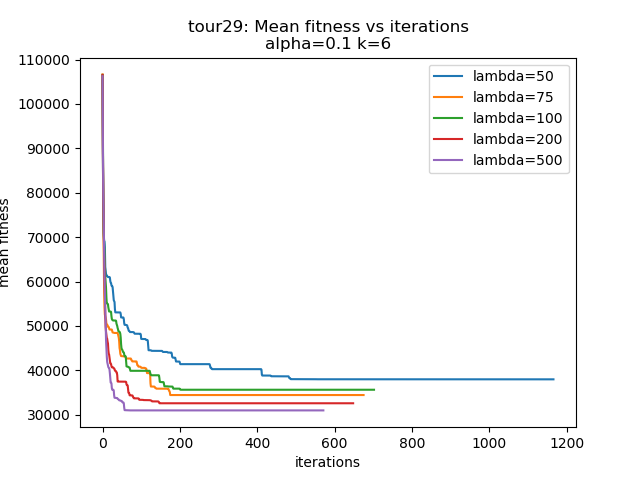 tour29: Mean fitness vs iterations
alpha=0.1 k=6
110000
100000
90000
80000
70000
60000
50000
40000
30000
mean fitness
lambda=50
lambda=75
lambda=100
lambda=200
lambda=500
0
200
400
600
800
1000
1200
iterations